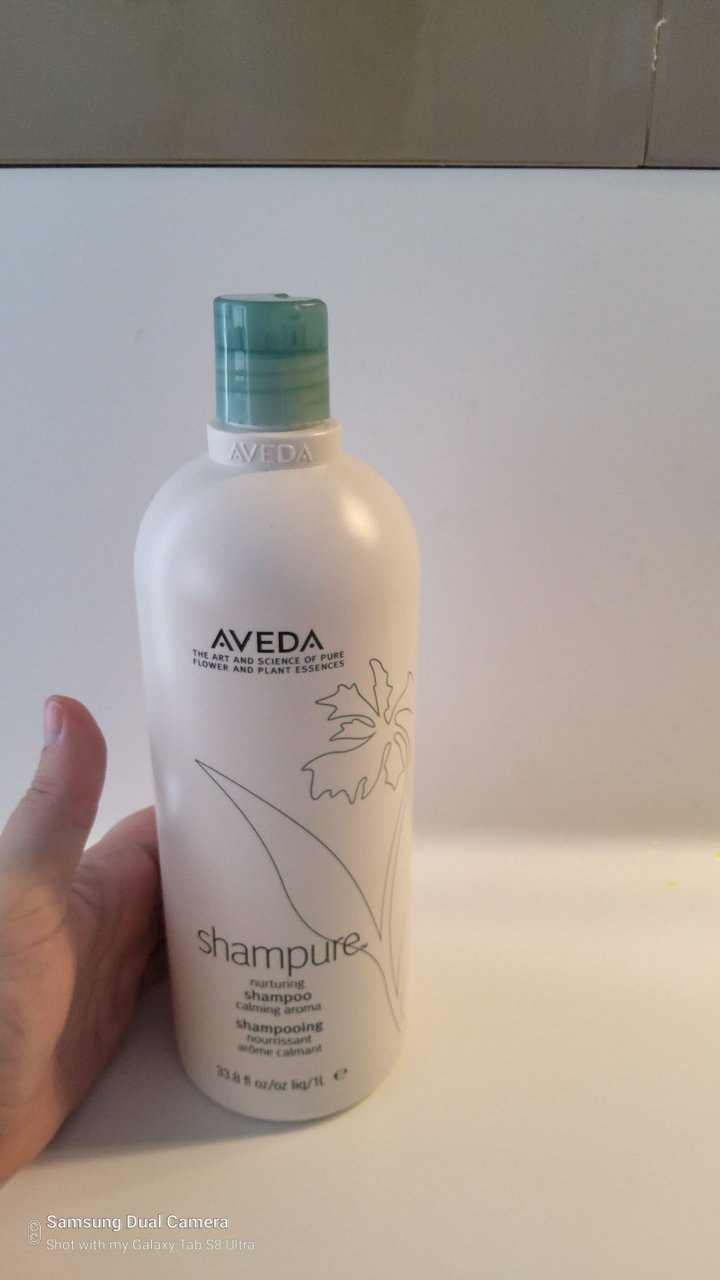 AVEDA
AVEDA
THE ART AND SCIENCE OF PURE
FLOWER AND PLANT ESSENCES
shampure
nurturing
shampoo
calming aroma
shampooing
nourrissant
arôme calmant
33.8 fl oz/oz liq/1L ℮
Samsung Dual Camera
Shot with my Galaxy Tab S8 Ultra